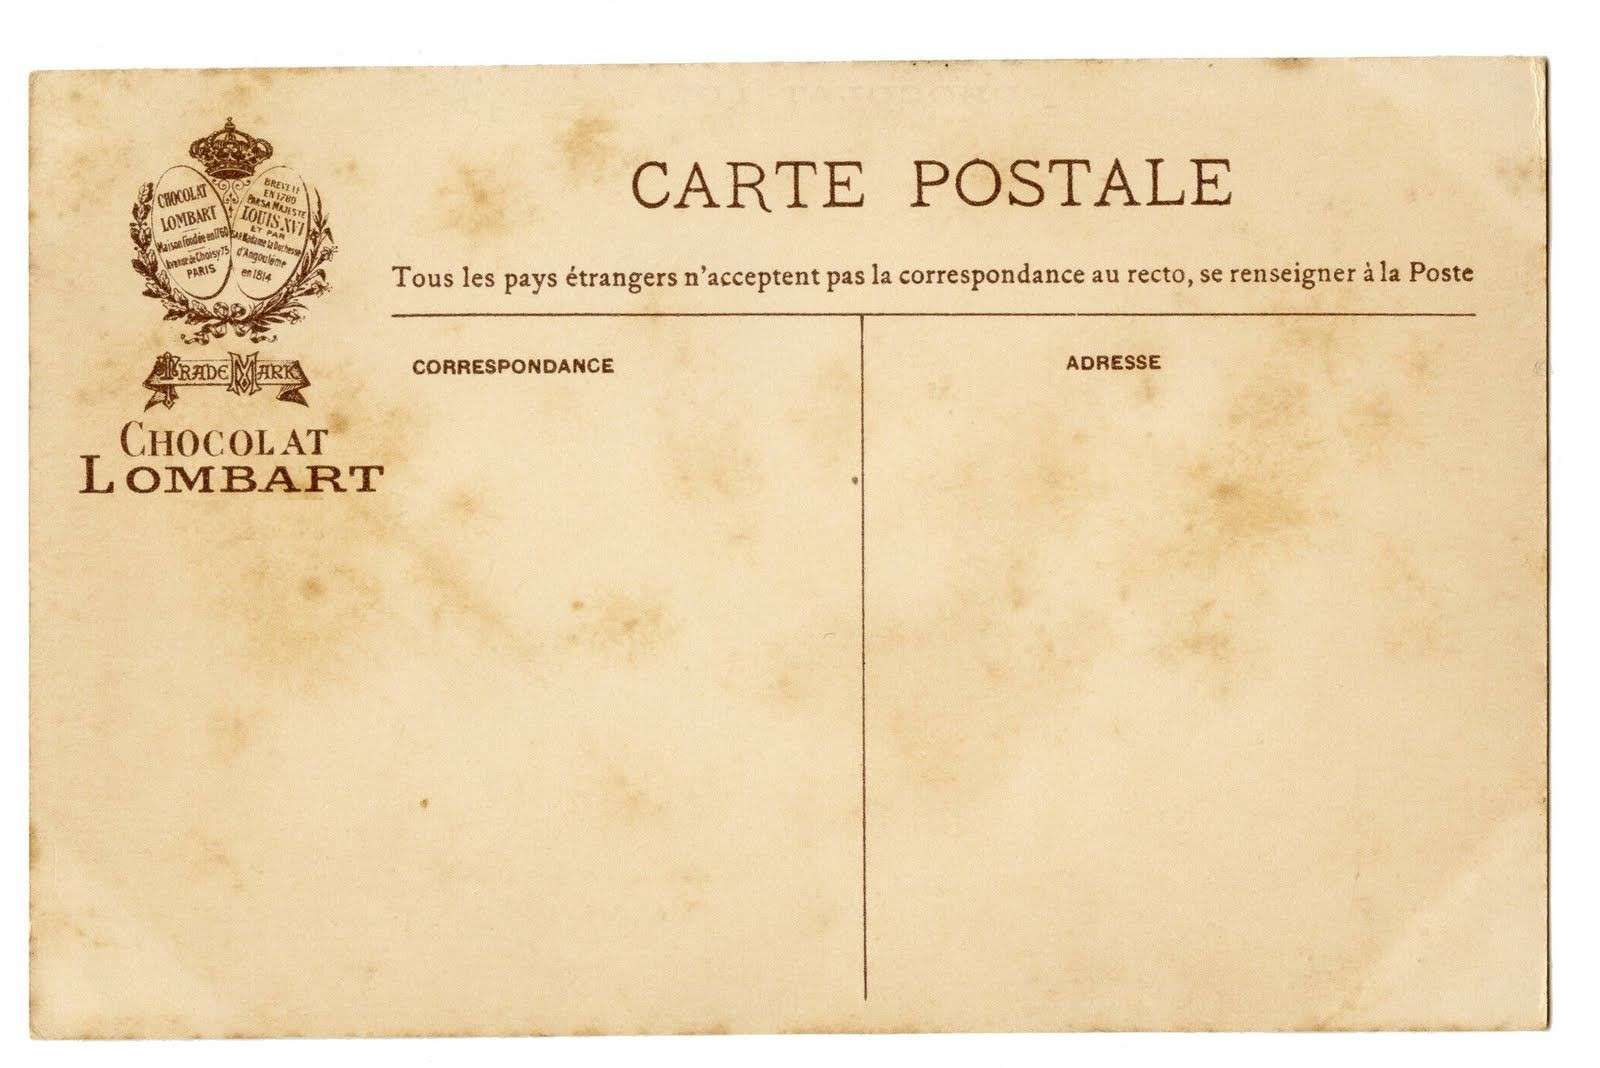 CARTE POSTALE
Tous les pays étrangers n'acceptent pas la correspondance au recto, se renseigner à la Poste
CHOCOLAT
LOMBART
Maison fondée en 1760
Avenue de Choisy 75
PARIS
BREVETÉ
EN 1789
PAR SA MAJESTÉ
LOUIS XVI
ET PAR
Madame la Duchesse
d'Angoulême
en 1814
TRADE MARK
CHOCOLAT
LOMBART
CORRESPONDANCE
ADRESSE